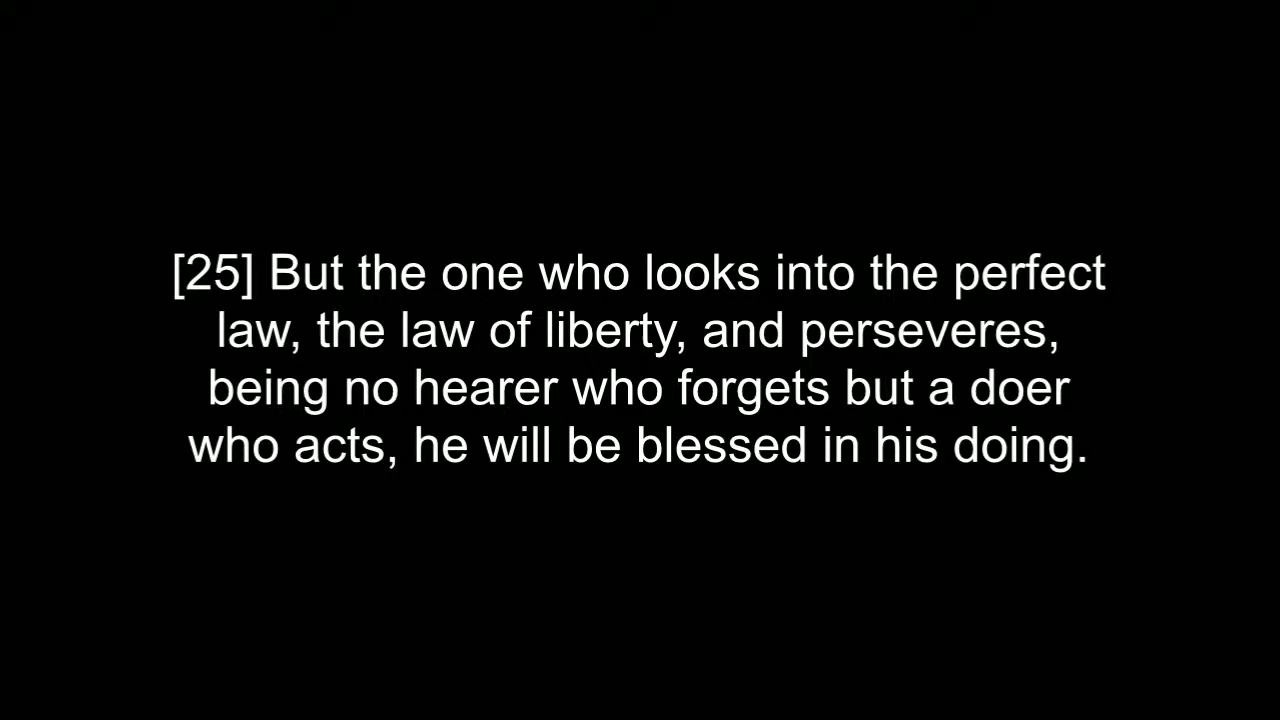 [25] But the one who looks into the perfect
law, the law of liberty, and perseveres,
being no hearer who forgets but a doer
who acts, he will be blessed in his doing.